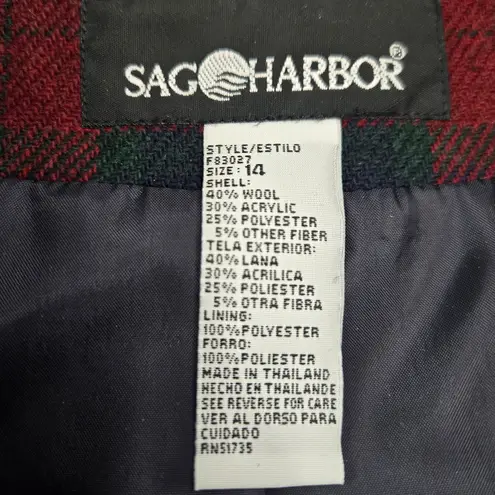 SAG HARBOR®
STYLE/ESTILO
F83027
SIZE: 14
SHELL:
40% WOOL
30% ACRYLIC
25% POLYESTER
5% OTHER FIBER
TELA EXTERIOR:
40% LANA
30% ACRILICA
25% POLIESTER
5% OTRA FIBRA
LINING:
100% POLYESTER
FORRO:
100% POLIESTER
MADE IN THAILAND
HECHO EN THAILANDE
SEE REVERSE FOR CARE
VER AL DORSO PARA
CUIDADO
RN51735